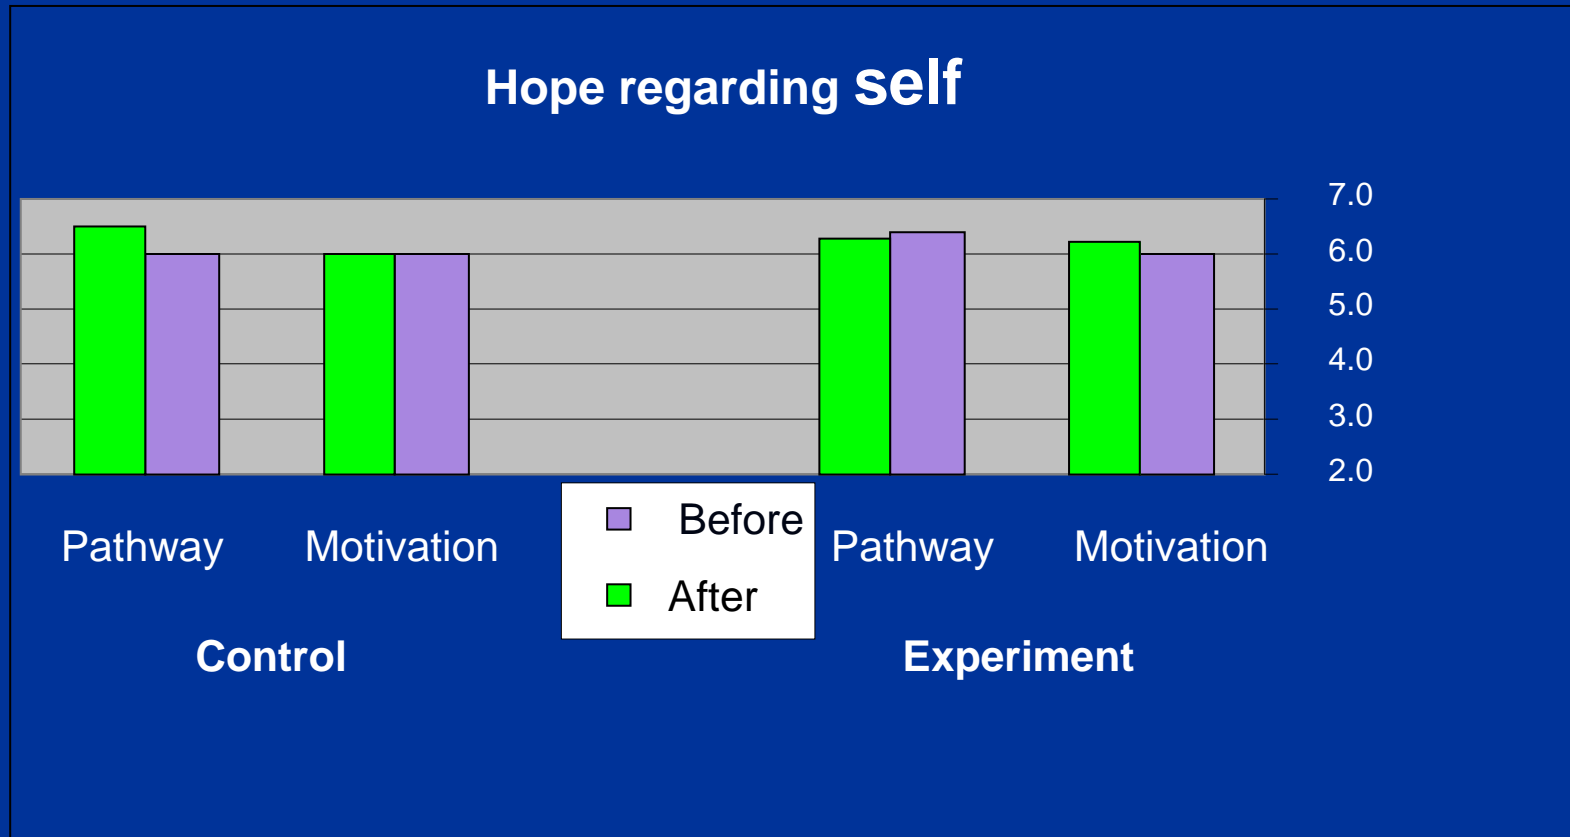 Hope regarding self
7.0
6.0
5.0
4.0
3.0
2.0
Pathway Motivation Pathway Motivation
Before
After
Control Experiment